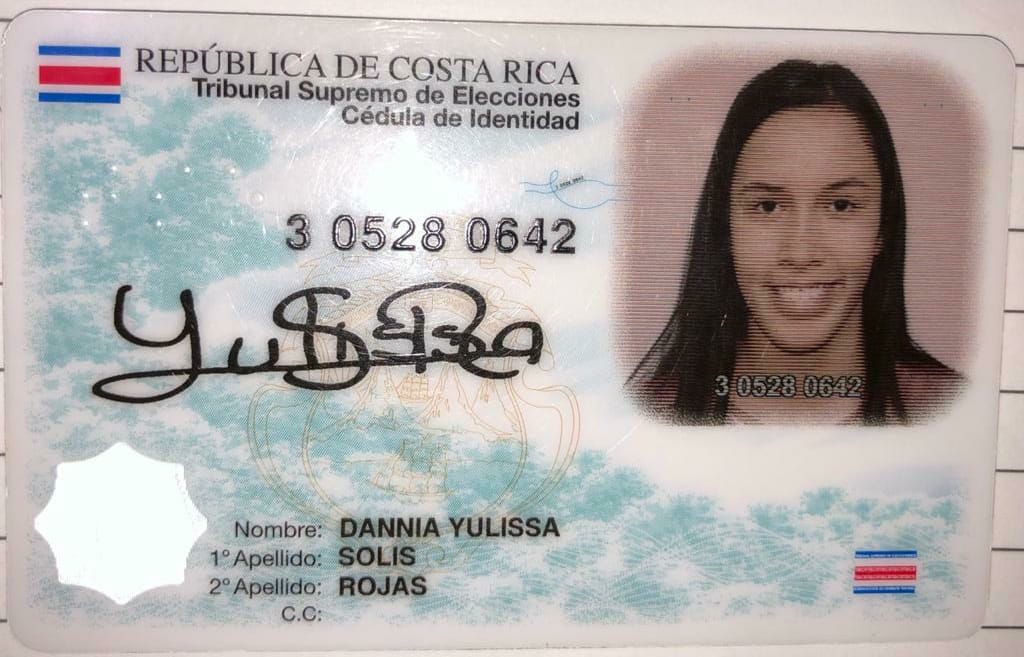 REPÚBLICA DE COSTA RICA
Tribunal Supremo de Elecciones
Cédula de Identidad
3 0528 0642
3 0528 0642
Nombre: DANNIA YULISSA
1° Apellido: SOLIS
2° Apellido: ROJAS
C.C: